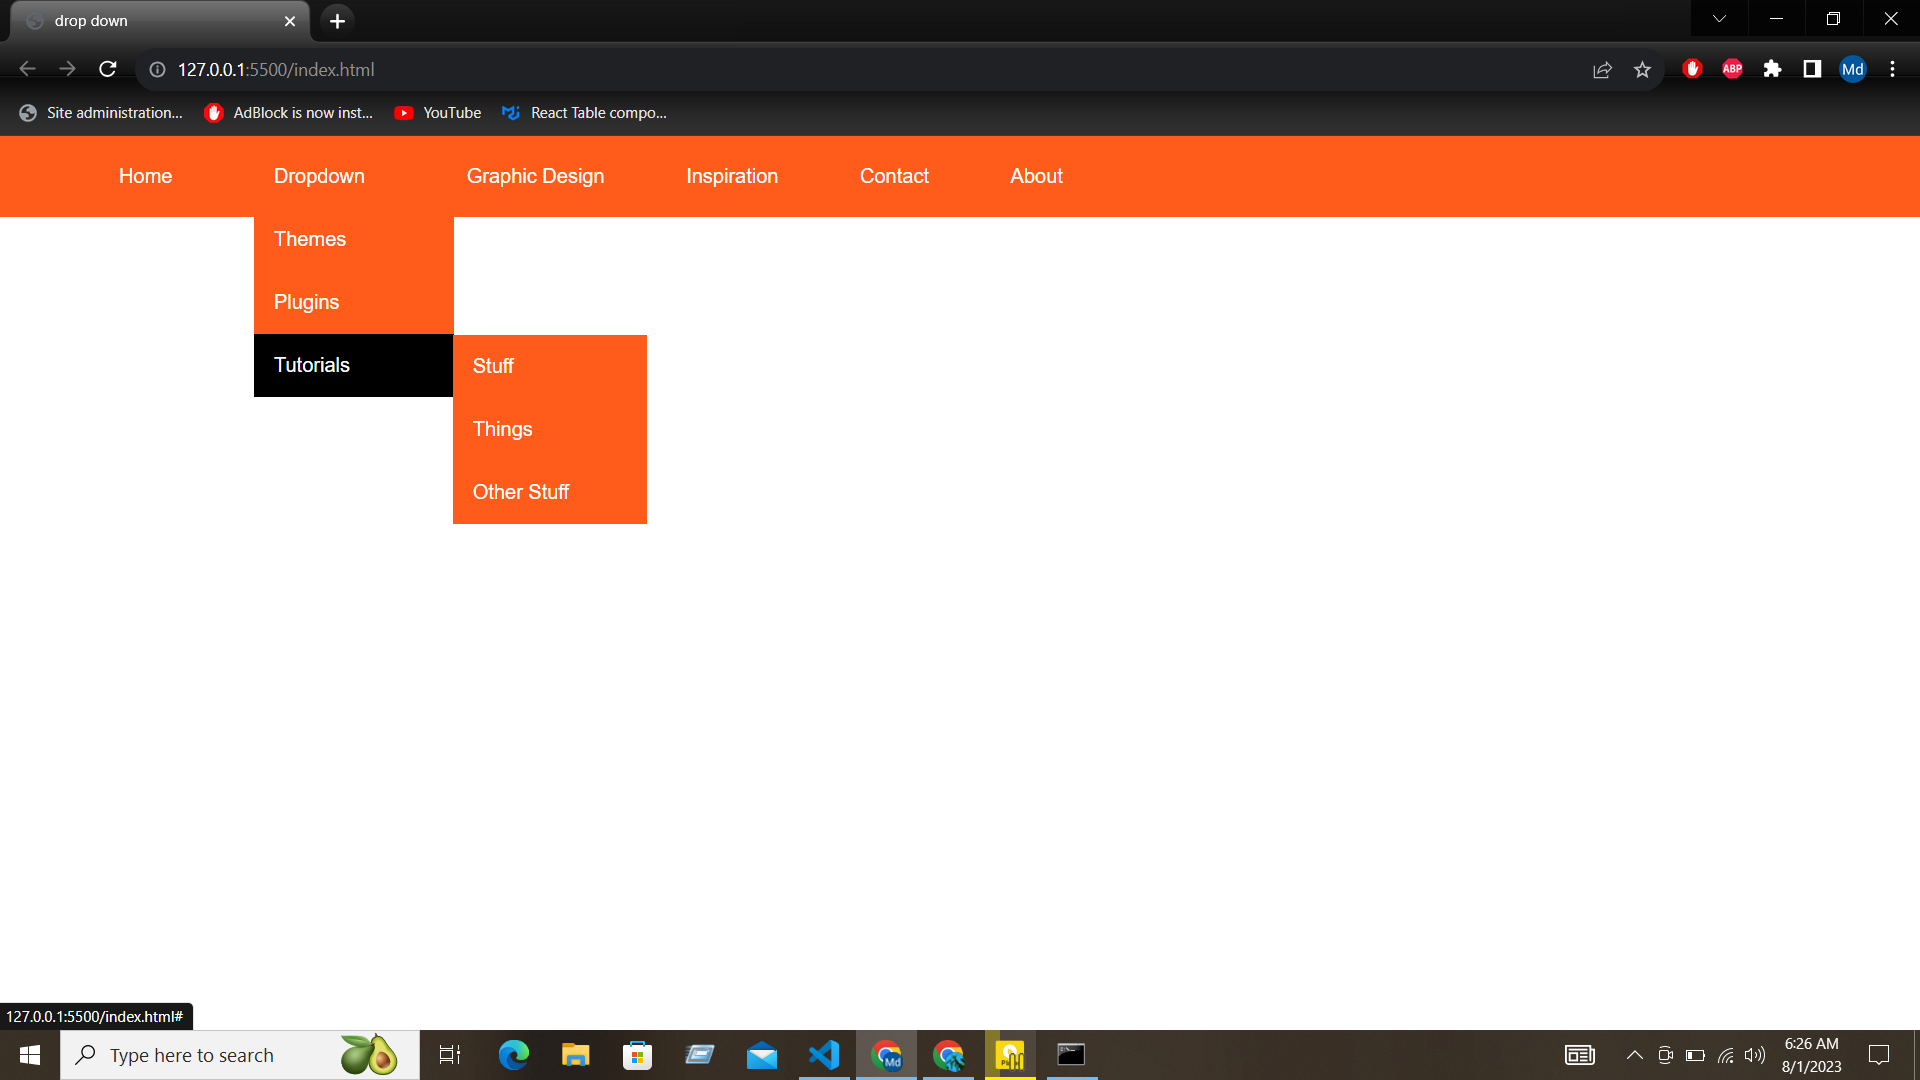 drop down
127.0.0.1:5500/index.html
ABP
Md
Site administration...
AdBlock is now inst...
YouTube
React Table compo...
Home
Dropdown
Graphic Design
Inspiration
Contact
About
Themes
Plugins
Tutorials
Stuff
Things
Other Stuff
127.0.0.1:5500/index.html#
Type here to search
Md
6:26 AM
8/1/2023